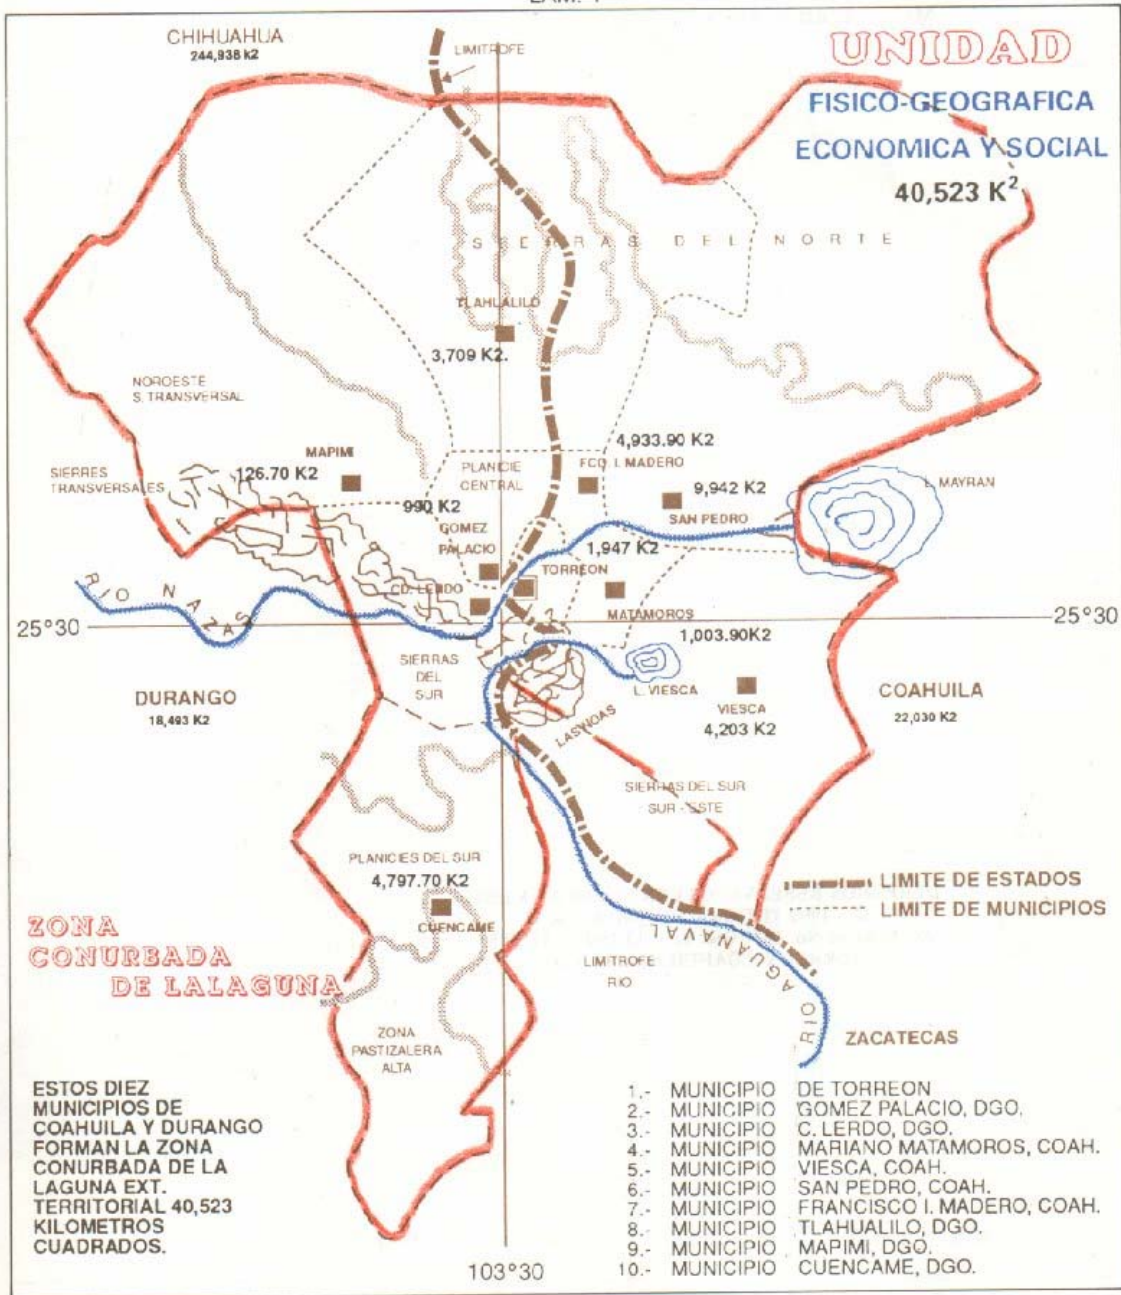 CHIHUAHUA
244,938 K2
LIMITROFE
UNIDAD
FISICO-GEOGRAFICA
ECONOMICA Y SOCIAL
40,523 K²
SIERRAS DEL NORTE
TLAHLALILO
3,709 K2.
NOROESTE
S. TRANSVERSAL
MAPIMI
126.70 K2
SIERRES
TRANSVERSALES
4,933.90 K2
FCO. I. MADERO
PLANICIE
CENTRAL
9,942 K2
SAN PEDRO
L. MAYRAN
990 K2
GOMEZ
PALACIO
1,947 K2
TORREON
CD. LERDO
MATAMOROS
RIO NAZAS
25°30
25°30
1,003.90K2
SIERRAS
DEL
SUR
L. VIESCA
VIESCA
4,203 K2
DURANGO
18,493 K2
COAHUILA
22,030 K2
LAS NOAS
SIERRAS DEL SUR
SUR - ESTE
PLANICIES DEL SUR
4,797.70 K2
CUENCAME
LIMITE DE ESTADOS
LIMITE DE MUNICIPIOS
ZONA
CONURBADA
DE LALAGUNA
LIMITROFE
RIO
RIO AGUANAVAL
ZONA
PASTIZALERA
ALTA
ZACATECAS
ESTOS DIEZ
MUNICIPIOS DE
COAHUILA Y DURANGO
FORMAN LA ZONA
CONURBADA DE LA
LAGUNA EXT.
TERRITORIAL 40,523
KILOMETROS
CUADRADOS.
1.- MUNICIPIO DE TORREON
2.- MUNICIPIO GOMEZ PALACIO, DGO.
3.- MUNICIPIO C. LERDO, DGO.
4.- MUNICIPIO MARIANO MATAMOROS, COAH.
5.- MUNICIPIO VIESCA, COAH.
6.- MUNICIPIO SAN PEDRO, COAH.
7.- MUNICIPIO FRANCISCO I. MADERO, COAH.
8.- MUNICIPIO TLAHUALILO, DGO.
9.- MUNICIPIO MAPIMI, DGO.
10.- MUNICIPIO CUENCAME, DGO.
103°30